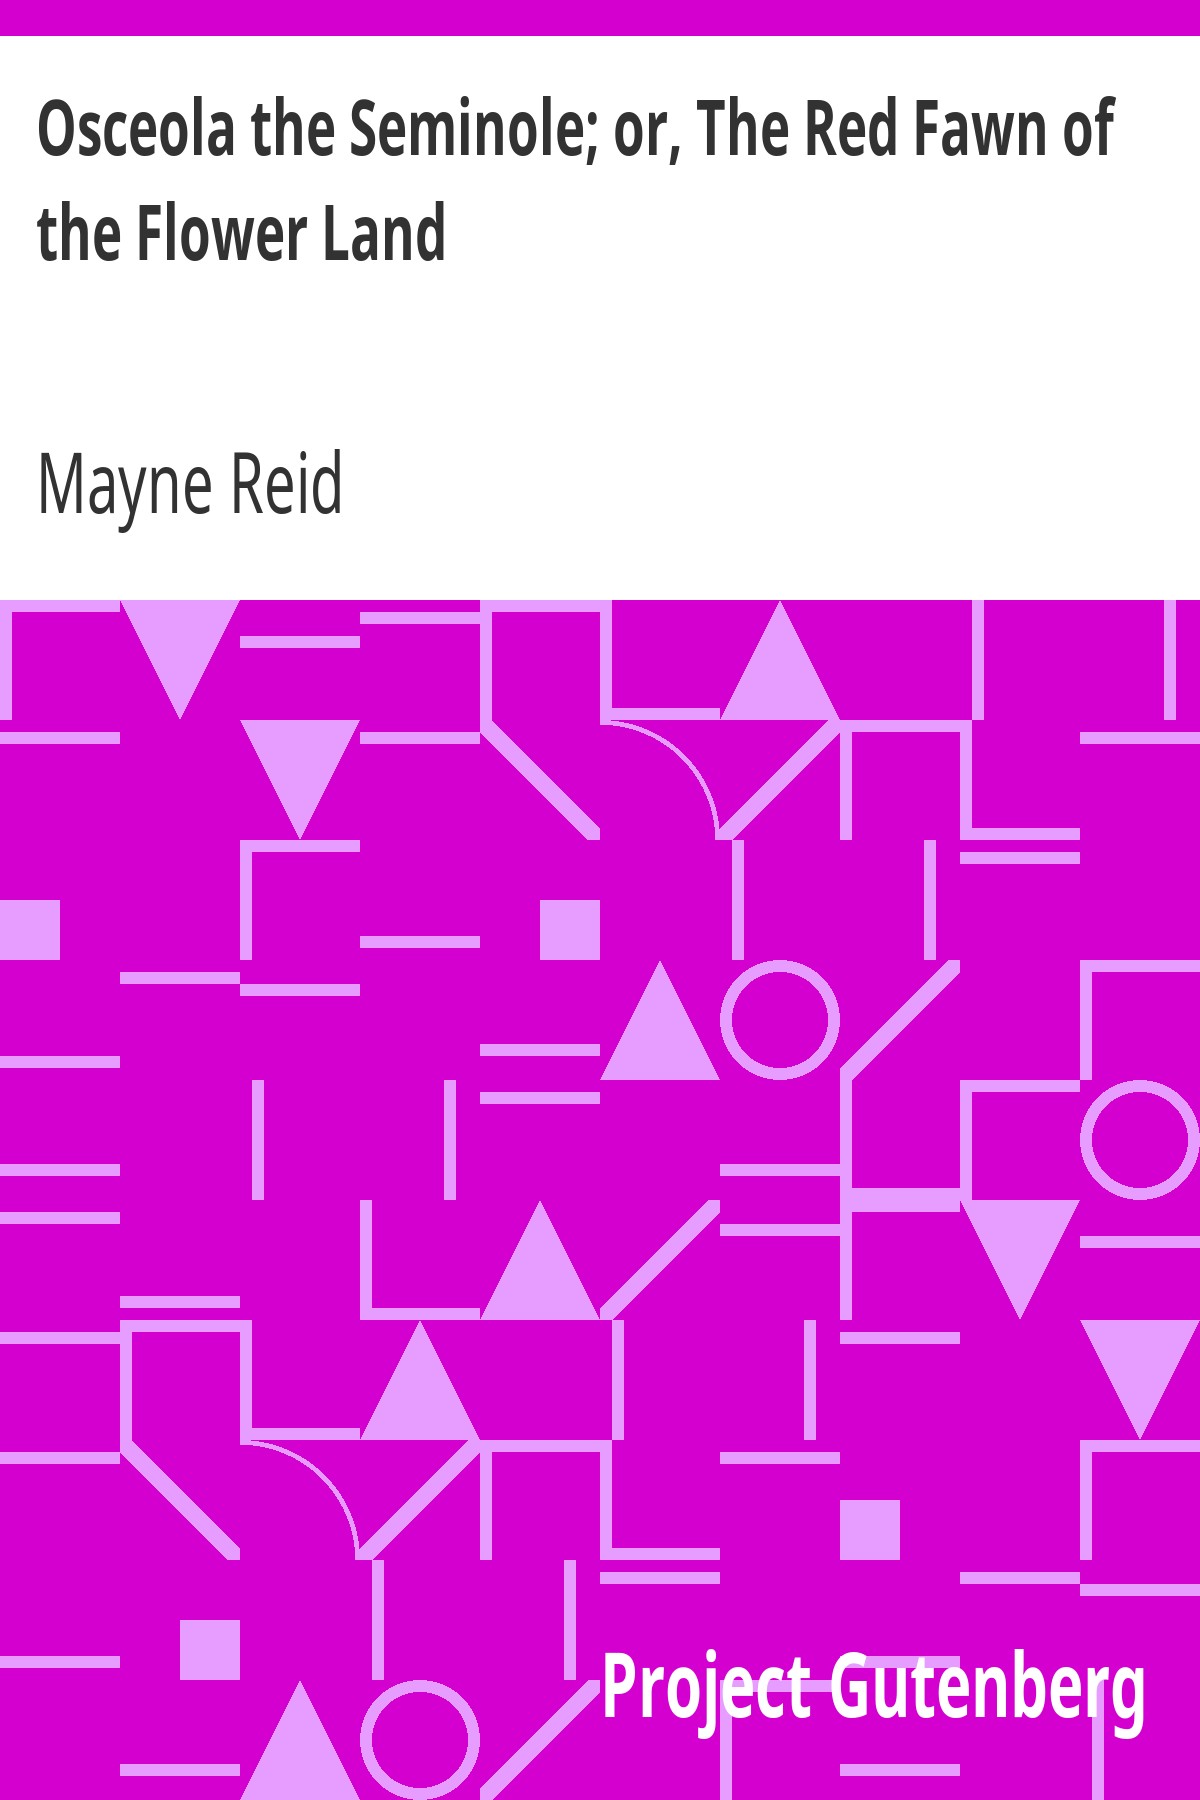 Osceola the Seminole; or, The Red Fawn of
the Flower Land
Mayne Reid
Project Gutenberg